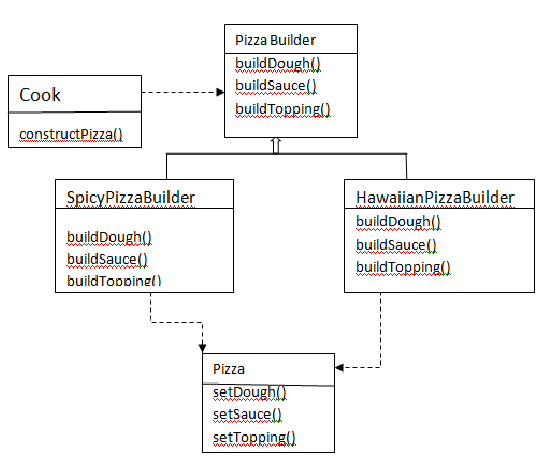 Pizza Builder
buildDough()
buildSauce()
buildTopping()
Cook
constructPizza()
SpicyPizzaBuilder
buildDough()
buildSauce()
buildTopping()
HawaiianPizzaBuilder
buildDough()
buildSauce()
buildTopping()
Pizza
setDough()
setSauce()
setTopping()